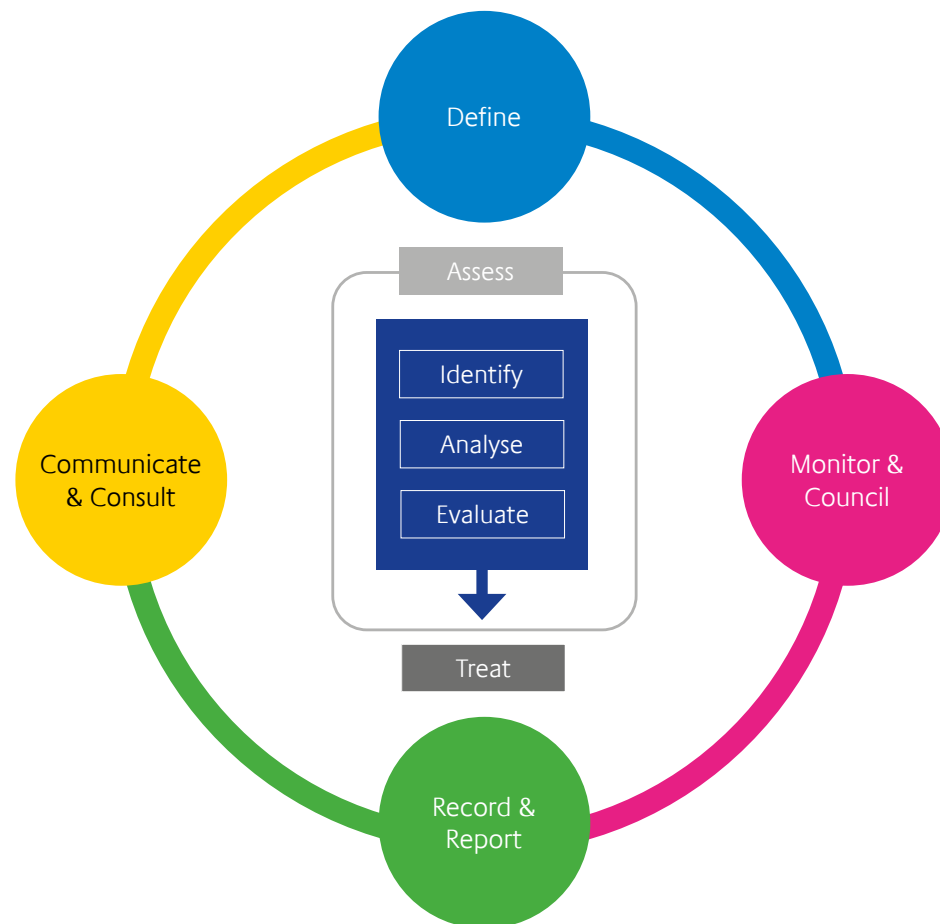 Define
Assess
Identify
Analyse
Evaluate
Communicate
& Consult
Monitor &
Council
Treat
Record &
Report